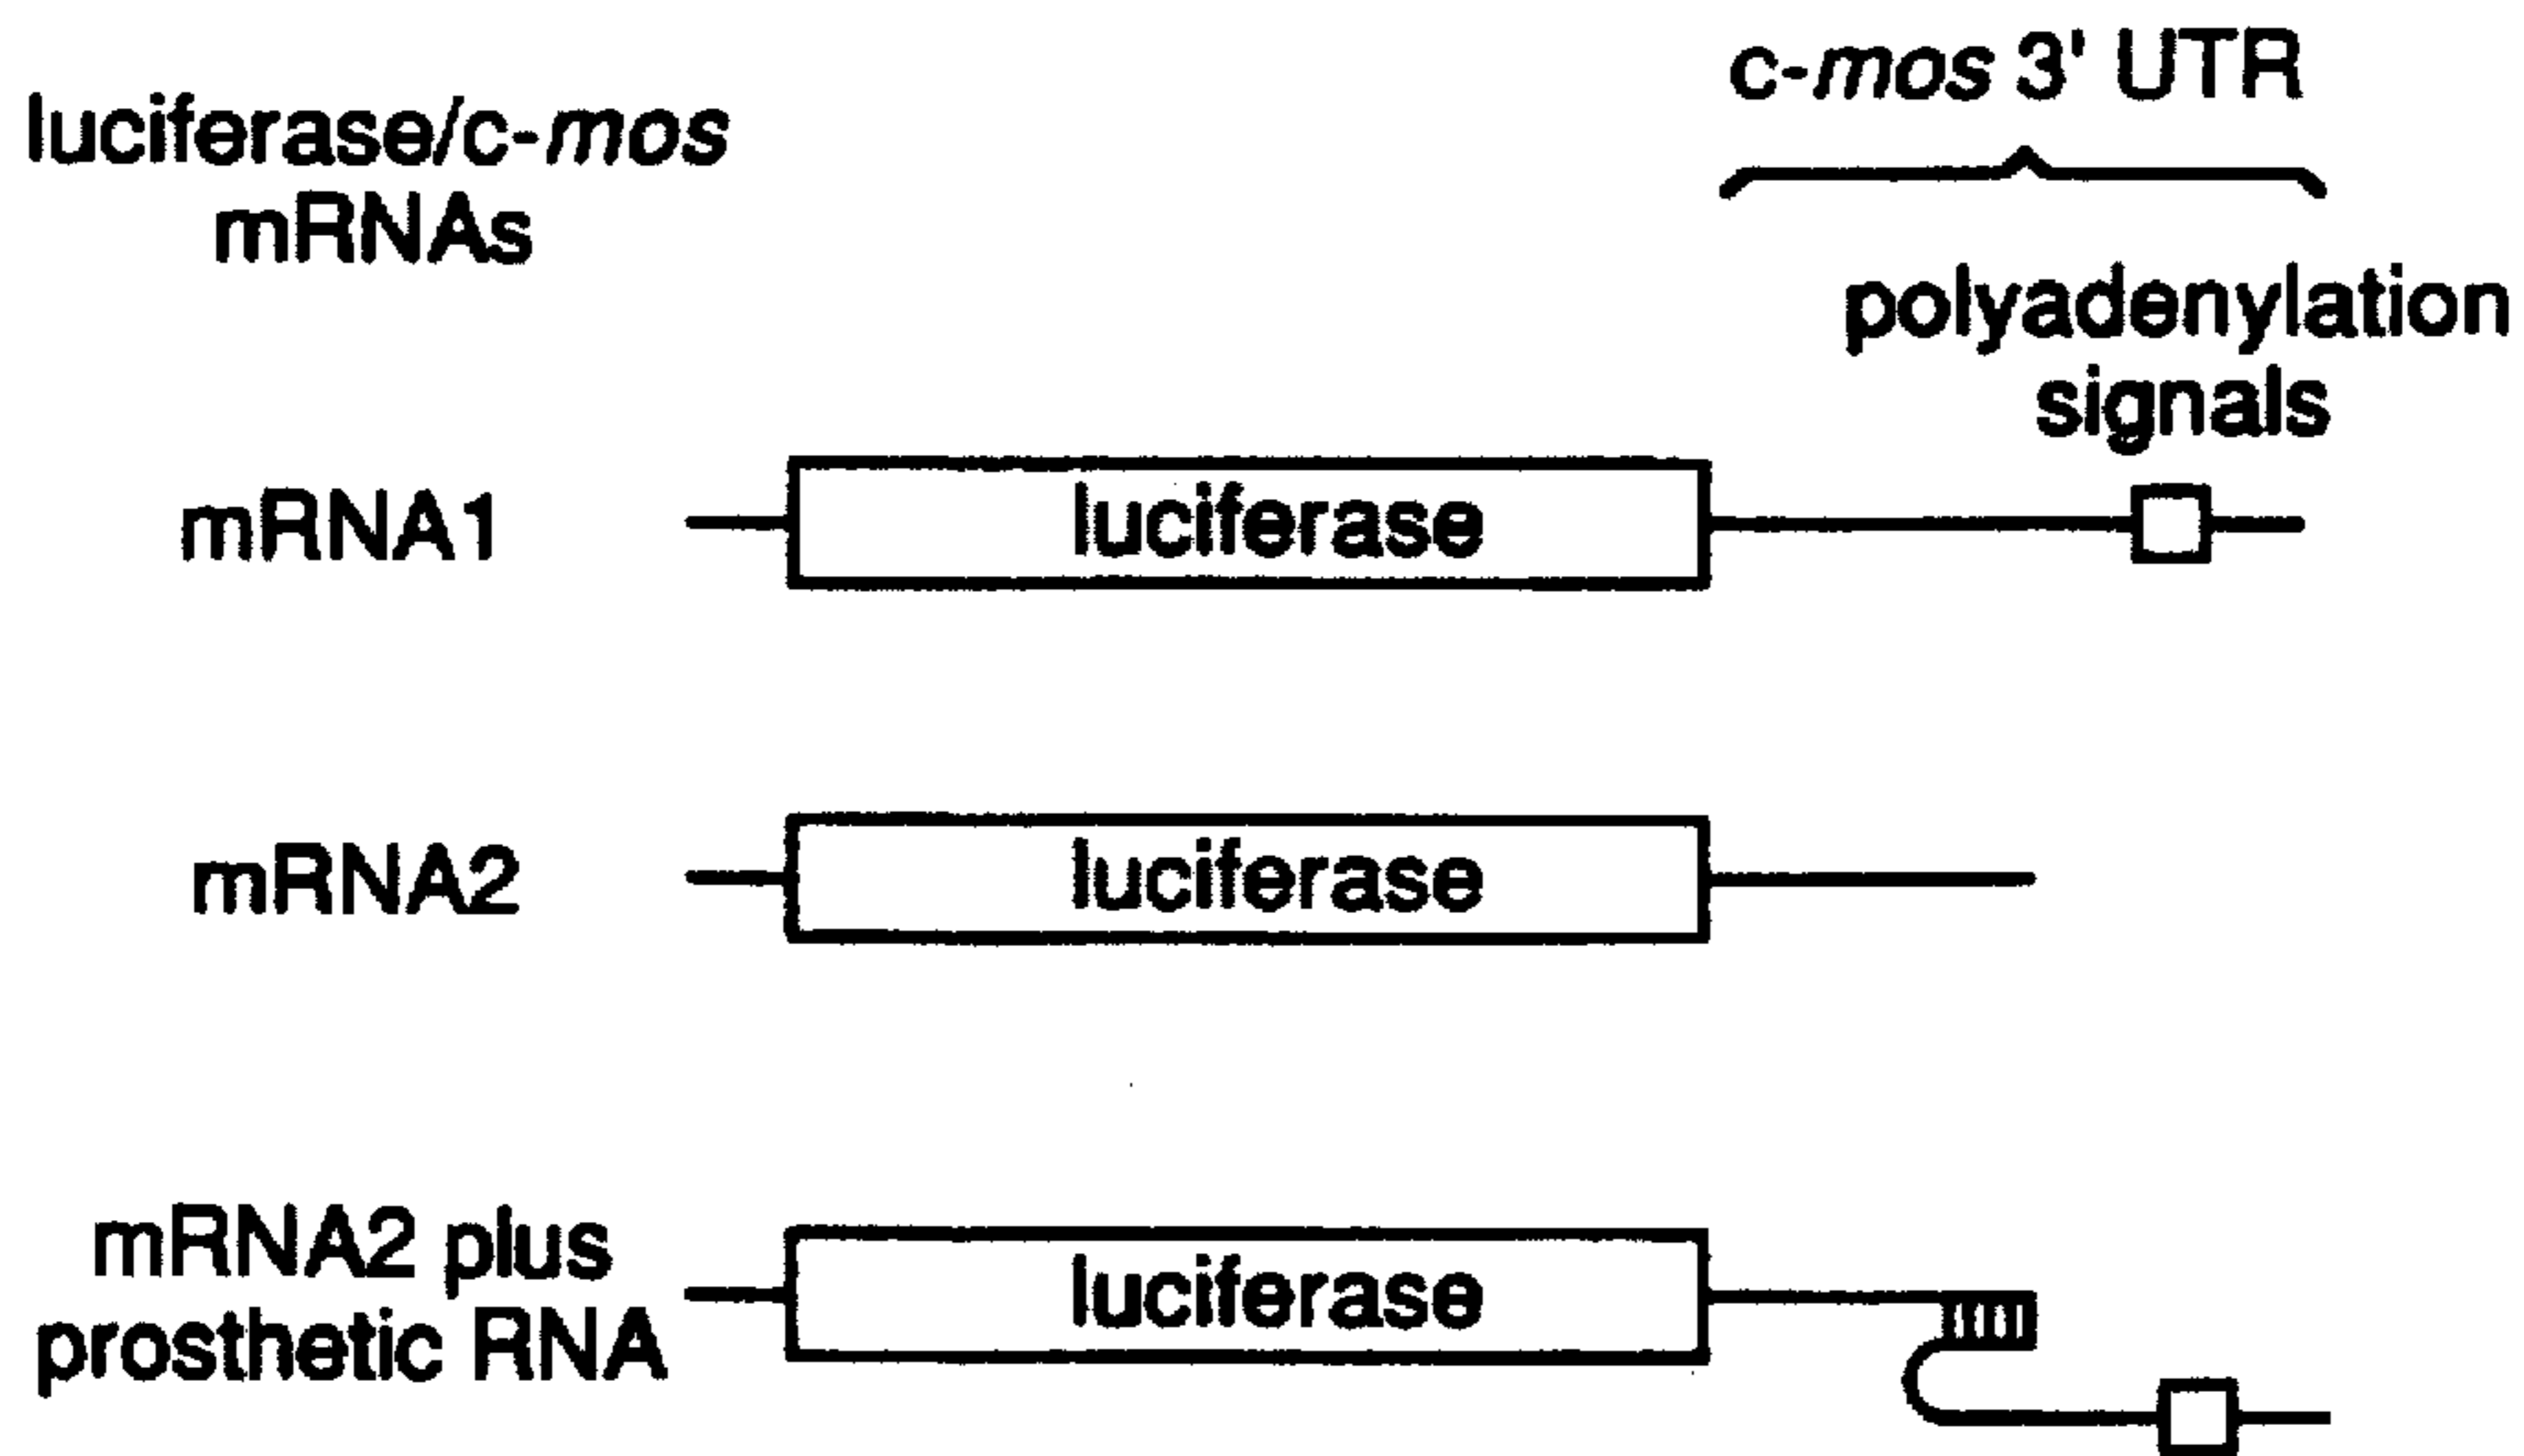 luciferase/c-mos
mRNAs
c-mos 3' UTR
polyadenylation
signals
mRNA1
luciferase
mRNA2
luciferase
mRNA2 plus
prosthetic RNA
luciferase